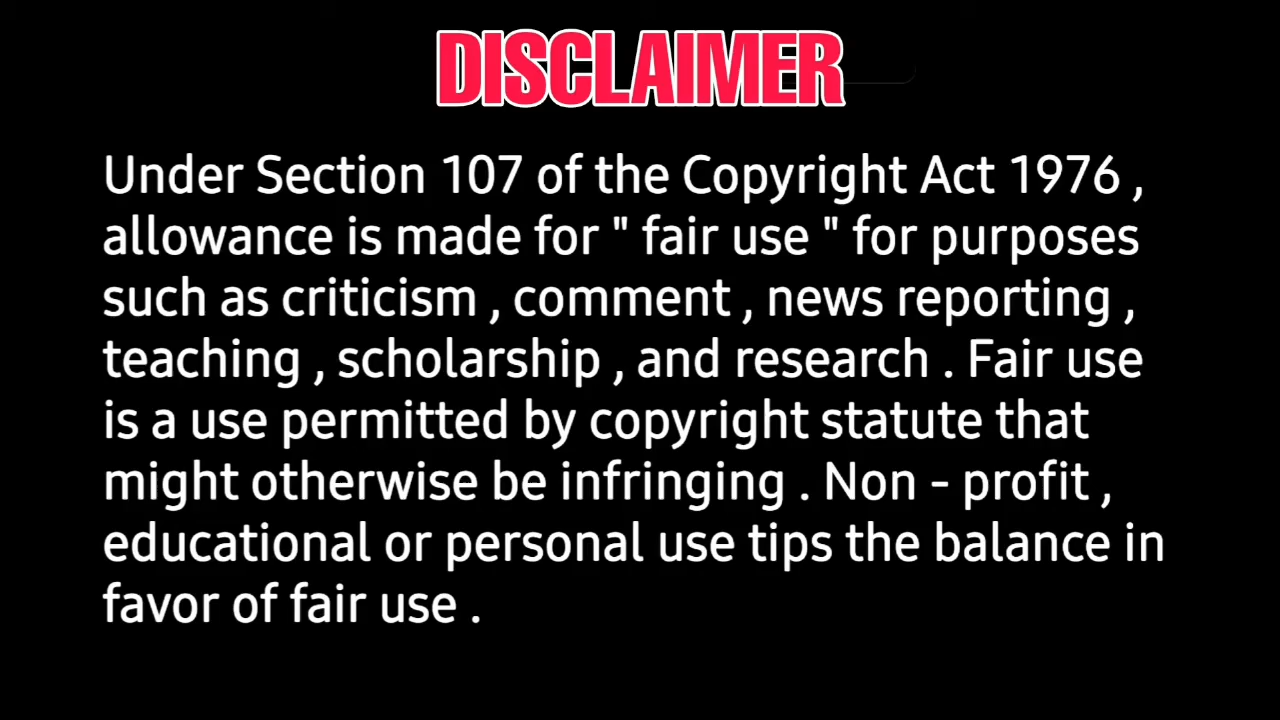 DISCLAIMER
Under Section 107 of the Copyright Act 1976 ,
allowance is made for " fair use " for purposes
such as criticism , comment , news reporting ,
teaching , scholarship , and research . Fair use
is a use permitted by copyright statute that
might otherwise be infringing . Non - profit ,
educational or personal use tips the balance in
favor of fair use .